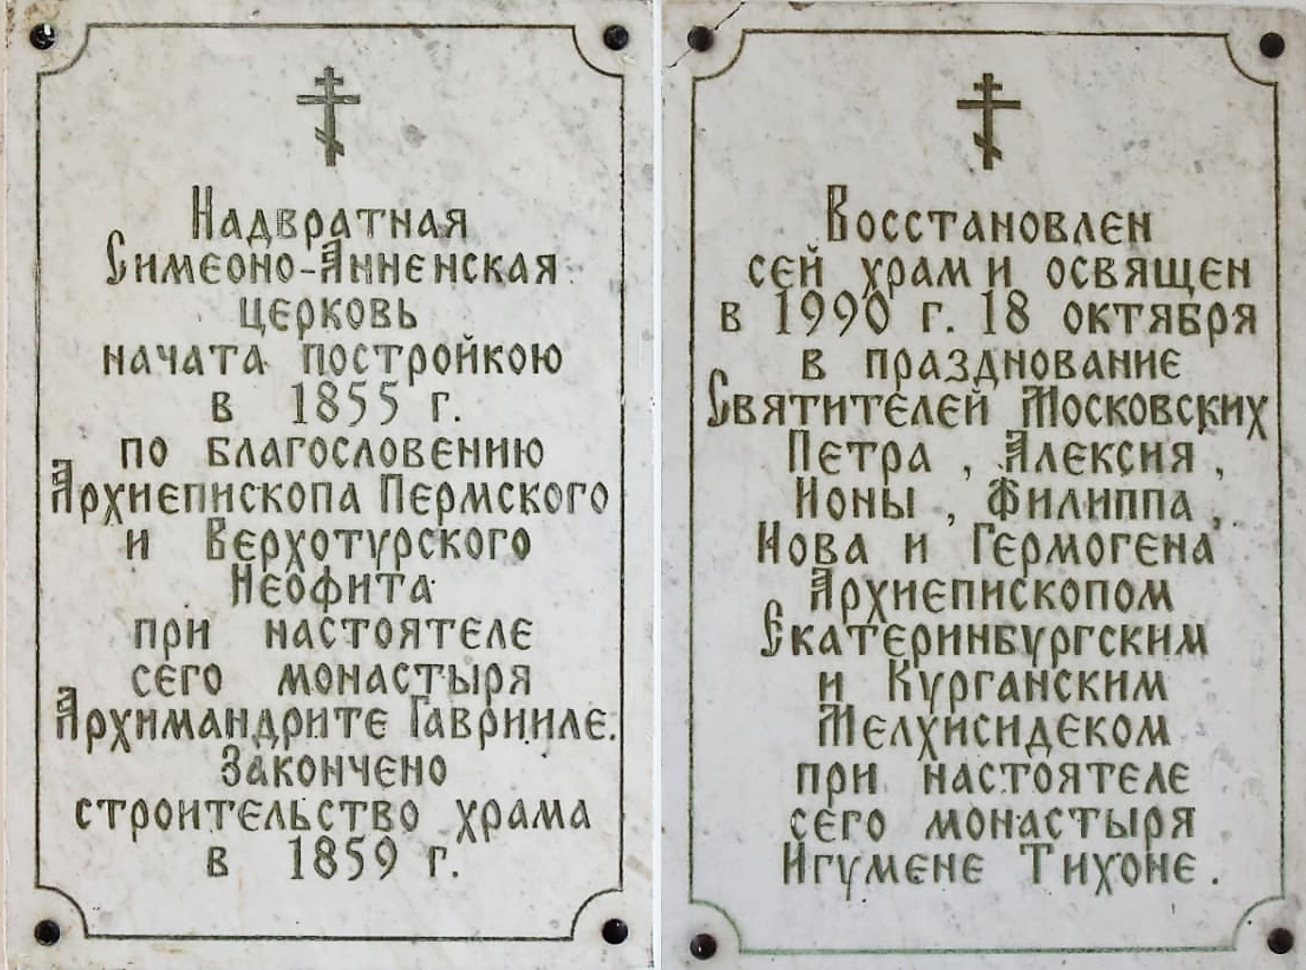 Надвратная
Симеоно-Анненская
церковь
начата постройкою
в 1855 г.
по благословению
Архиепископа Пермского
и Верхотурского
Неофита
при настоятеле
сего монастыря
Архимандрите Гаврииле.
Закончено
строительство храма
в 1859 г.
Восстановлен
сей храм и освящен
в 1990 г. 18 октября
в празднование
Святителей Московских
Петра , Алексия ,
Ионы , Филиппа ,
Иова и Гермогена
Архиепископом
Екатеринбургским
и Курганским
Мелхисидеком
при настоятеле
сего монастыря
Игумене Тихоне .